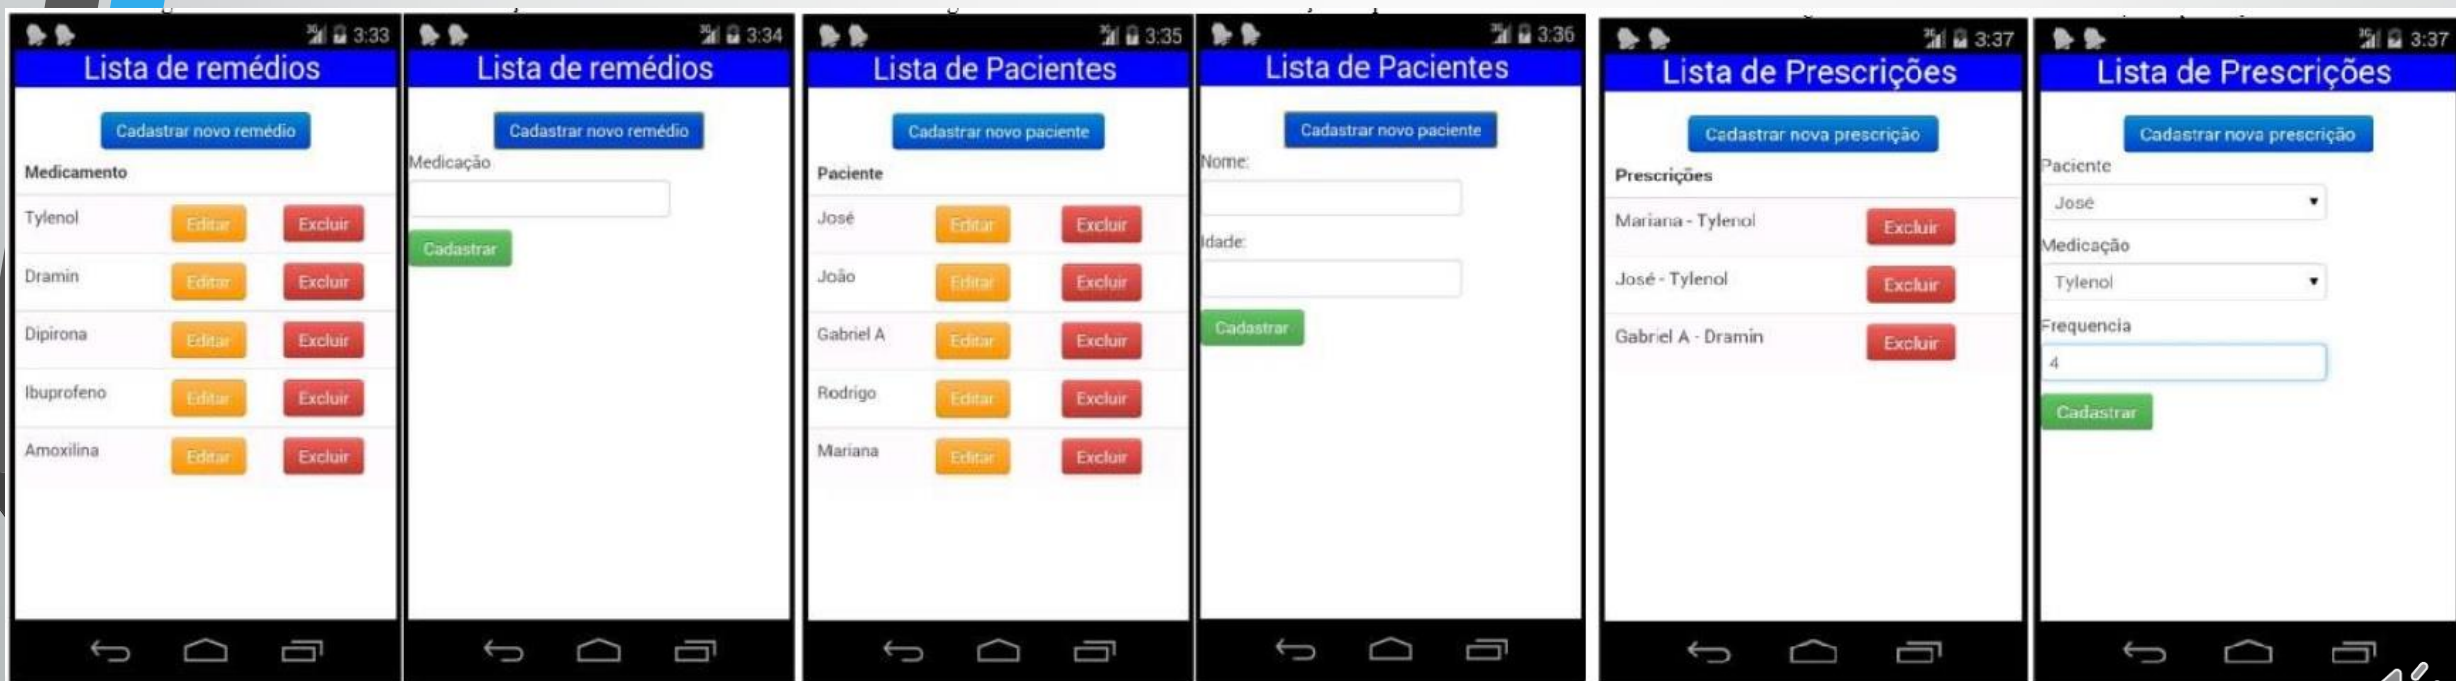 3:33
Lista de remédios
Cadastrar novo remédio
Medicamento
Tylenol Editar Excluir
Dramin Editar Excluir
Dipirona Editar Excluir
Ibuprofeno Editar Excluir
Amoxilina Editar Excluir
3:34
Lista de remédios
Cadastrar novo remédio
Medicação
Cadastrar
3:35
Lista de Pacientes
Cadastrar novo paciente
Paciente
José Editar Excluir
João Editar Excluir
Gabriel A Editar Excluir
Rodrigo Editar Excluir
Mariana Editar Excluir
3:36
Lista de Pacientes
Cadastrar novo paciente
Nome:
Idade:
Cadastrar
3:37
Lista de Prescrições
Cadastrar nova prescrição
Prescrições
Mariana - Tylenol Excluir
José - Tylenol Excluir
Gabriel A - Dramin Excluir
3:37
Lista de Prescrições
Cadastrar nova prescrição
Paciente
José
Medicação
Tylenol
Frequencia
4
Cadastrar